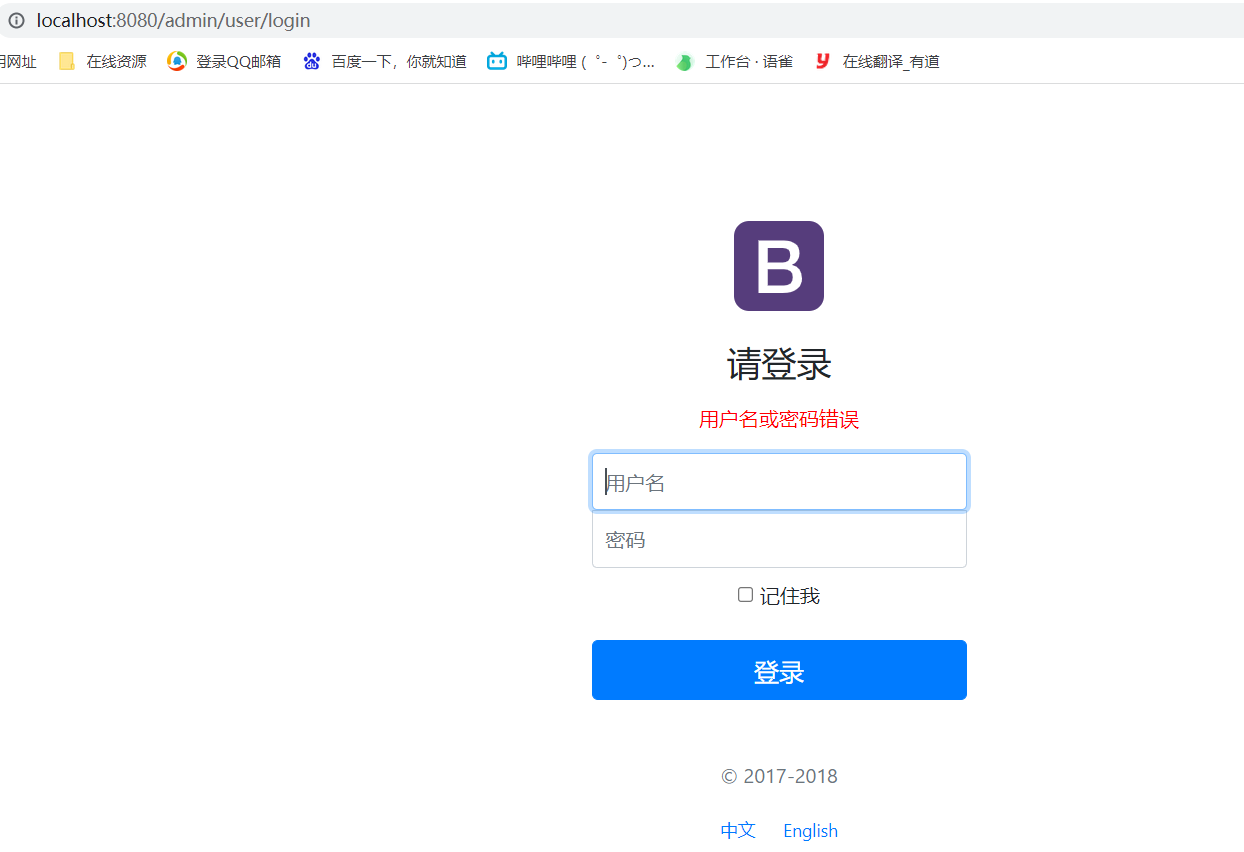 localhost:8080/admin/user/login
用网址 在线资源 登录QQ邮箱 百度一下，你就知道 哔哩哔哩 (゜-゜)つ... 工作台 · 语雀 在线翻译_有道
B
请登录
用户名或密码错误
用户名
密码
记住我
登录
© 2017-2018
中文 English